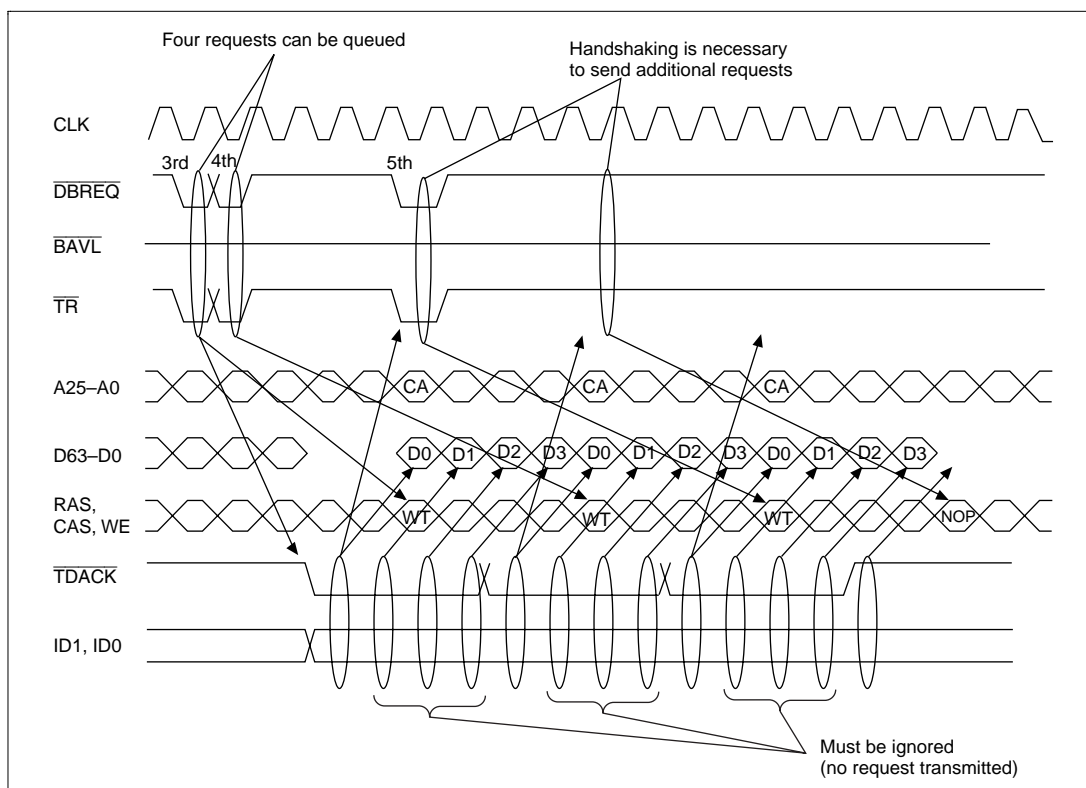 Four requests can be queued
Handshaking is necessary
to send additional requests
CLK
3rd 4th 5th
DBREQ
BAVL
TR
A25–A0 CA CA CA
D63–D0 D0 D1 D2 D3 D0 D1 D2 D3 D0 D1 D2 D3
RAS,
CAS, WE WT WT WT NOP
TDACK
ID1, ID0
Must be ignored
(no request transmitted)